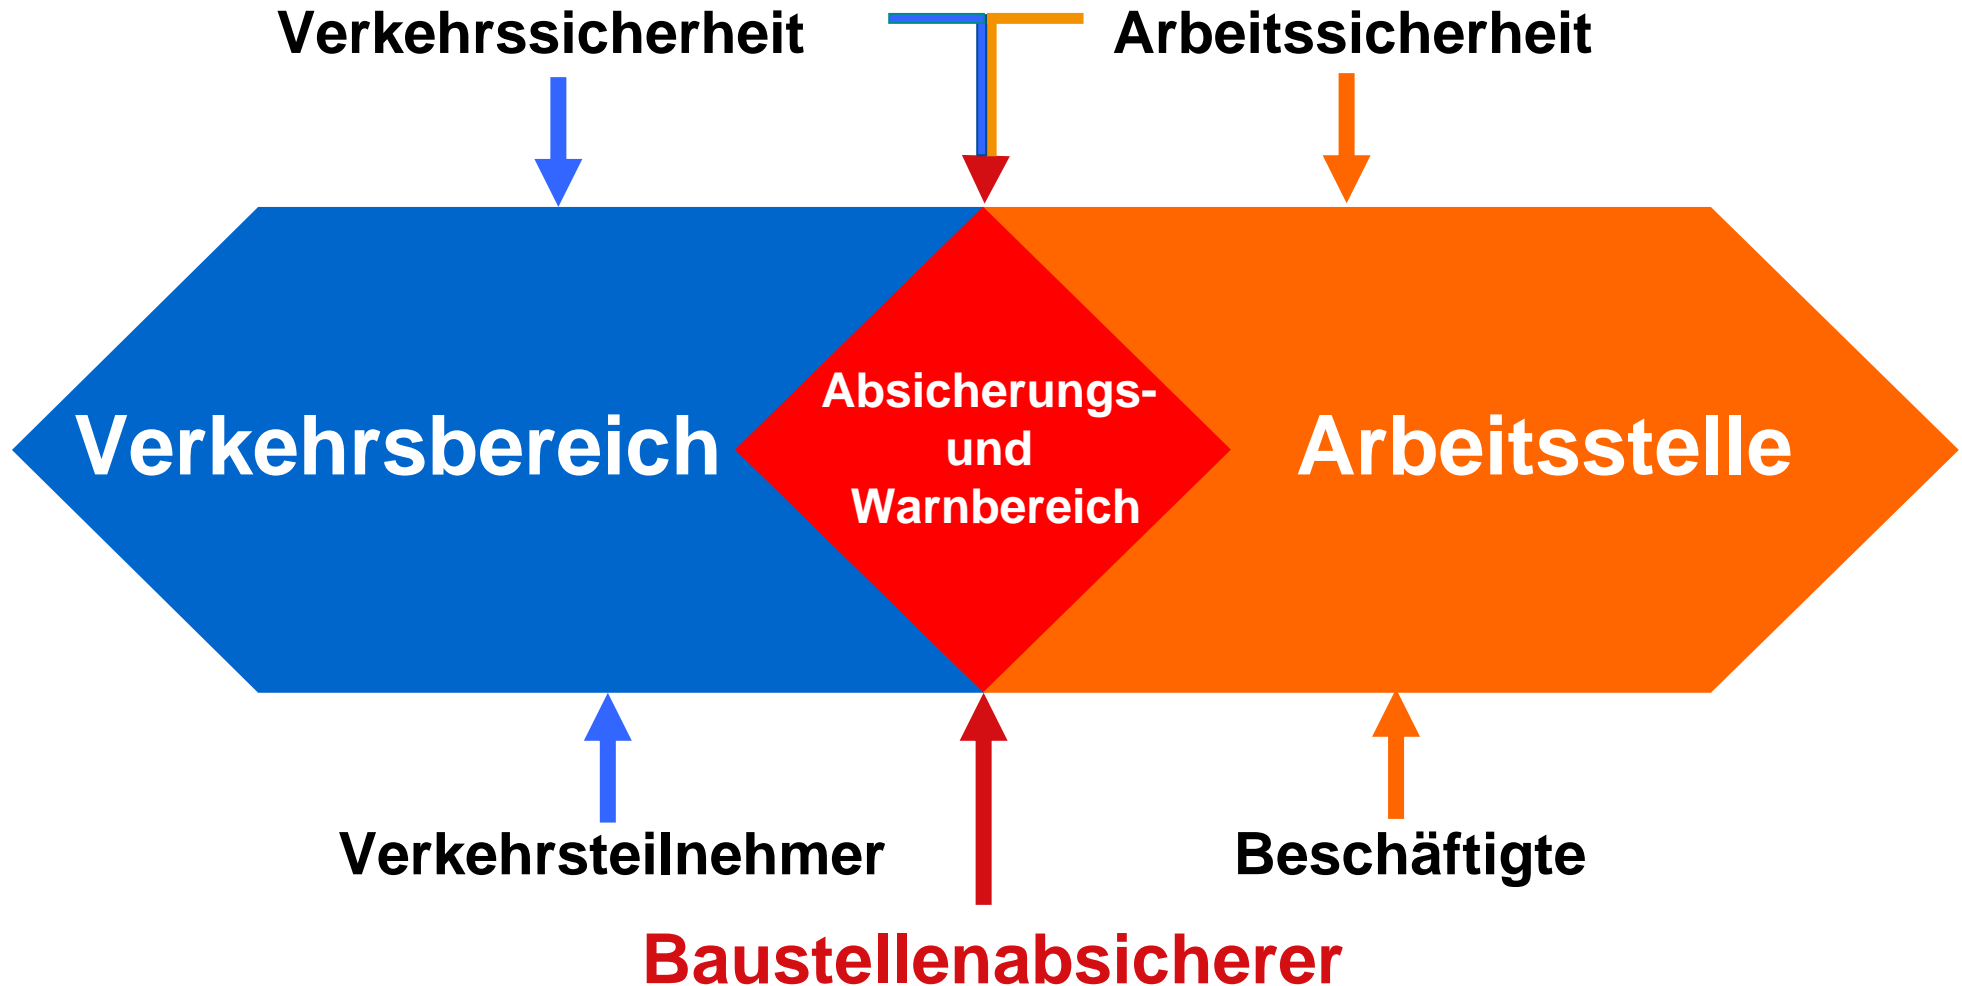 Verkehrssicherheit
Arbeitssicherheit
Verkehrsbereich
Absicherungs-
und
Warnbereich
Arbeitsstelle
Verkehrsteilnehmer
Beschäftigte
Baustellenabsicherer